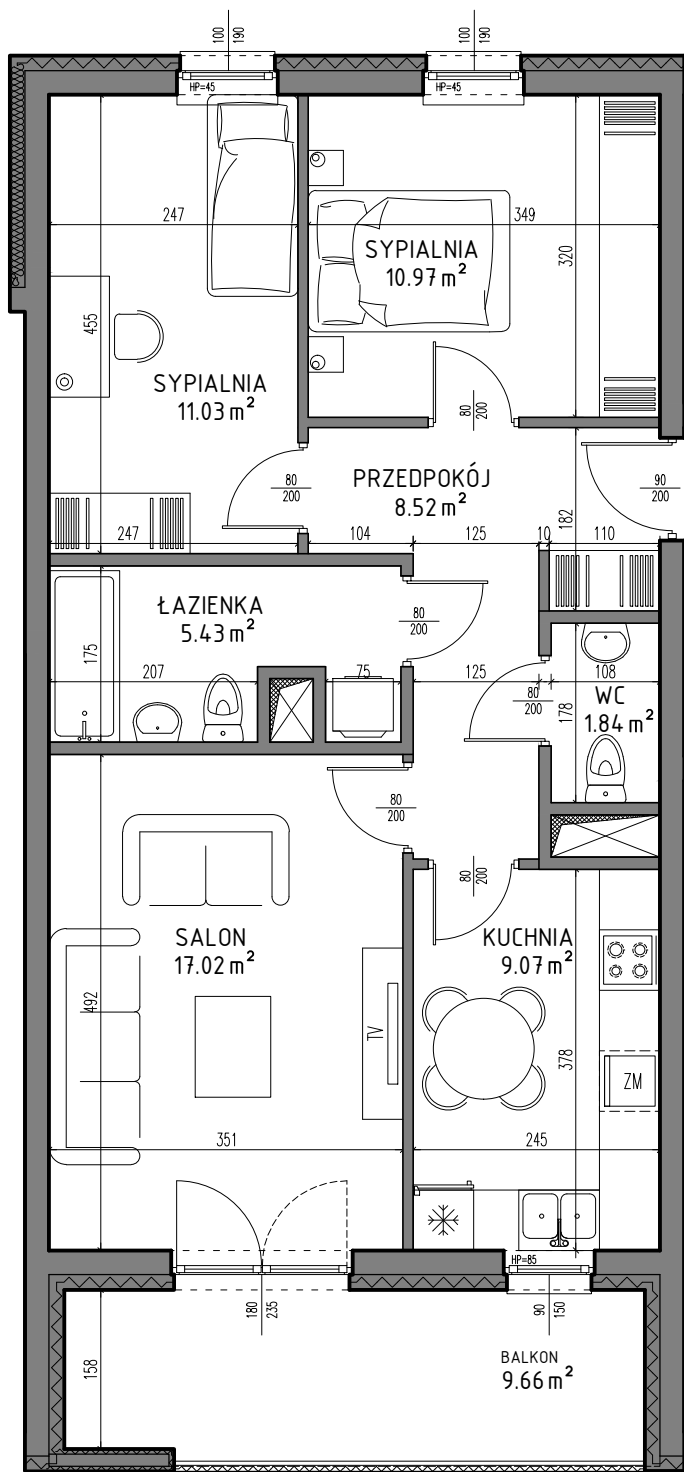 100
190
100
190
HP=45
HP=45
247
349
SYPIALNIA
10.97 m²
320
455
SYPIALNIA
11.03 m²
80
200
80
200
PRZEDPOKÓJ
8.52 m²
90
200
182
247
104
125
10
110
ŁAZIENKA
5.43 m²
80
200
175
207
75
125
80
200
108
WC
1.84 m²
178
80
200
80
200
SALON
17.02 m²
KUCHNIA
9.07 m²
492
TV
378
ZM
351
245
HP=85
180
235
90
150
158
BALKON
9.66 m²